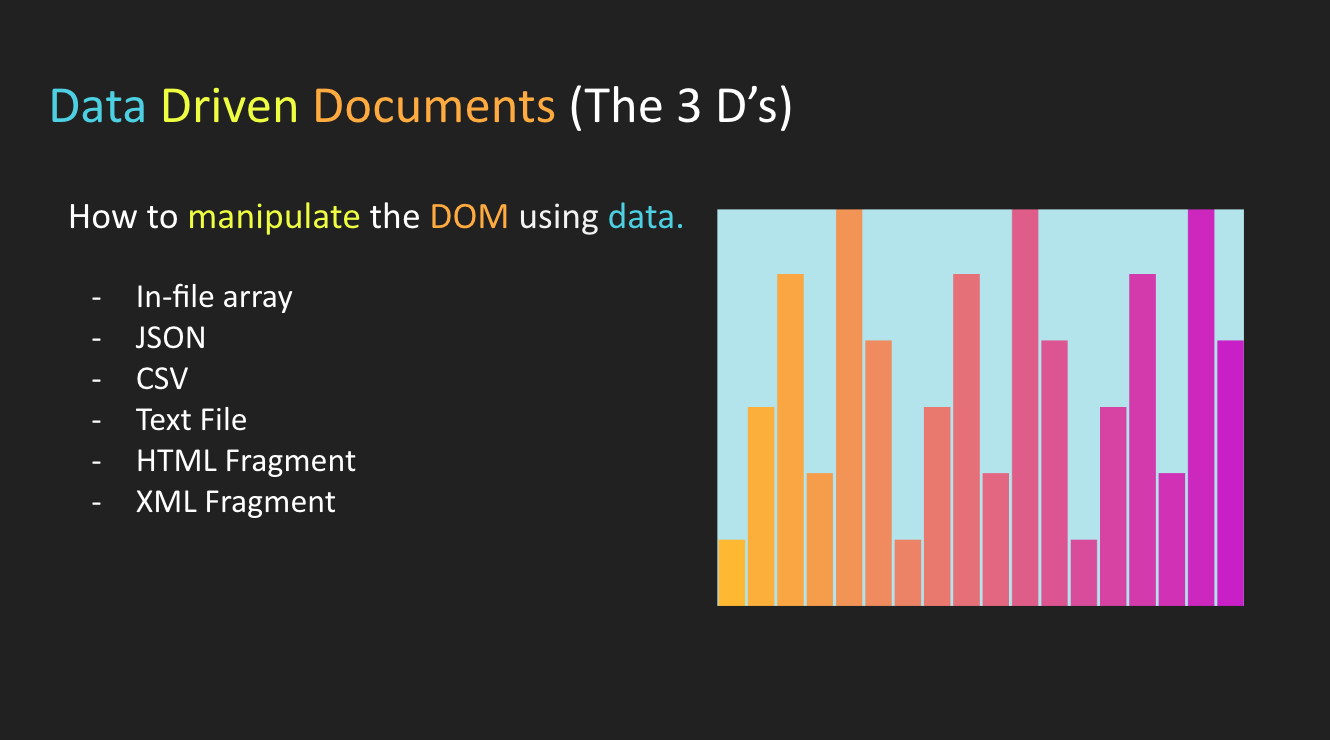 Data Driven Documents (The 3 D’s)
How to manipulate the DOM using data.
- In-file array
- JSON
- CSV
- Text File
- HTML Fragment
- XML Fragment